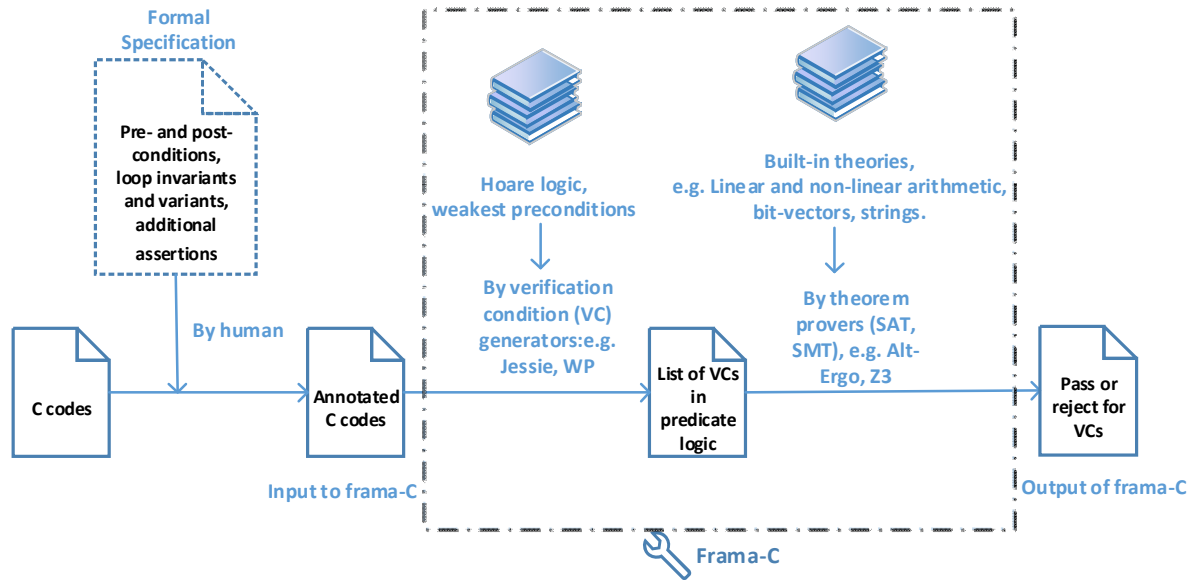 Formal
Specification
Pre- and post-
conditions,
loop invariants
and variants,
additional
assertions
Hoare logic,
weakest preconditions
Built-in theories,
e.g. Linear and non-linear arithmetic,
bit-vectors, strings.
By human
By verification
condition (VC)
generators:e.g.
Jessie, WP
By theorem
provers (SAT,
SMT), e.g. Alt-
Ergo, Z3
C codes
Annotated
C codes
List of VCs
in
predicate
logic
Pass or
reject for
VCs
Input to frama-C
Output of frama-C
Frama-C